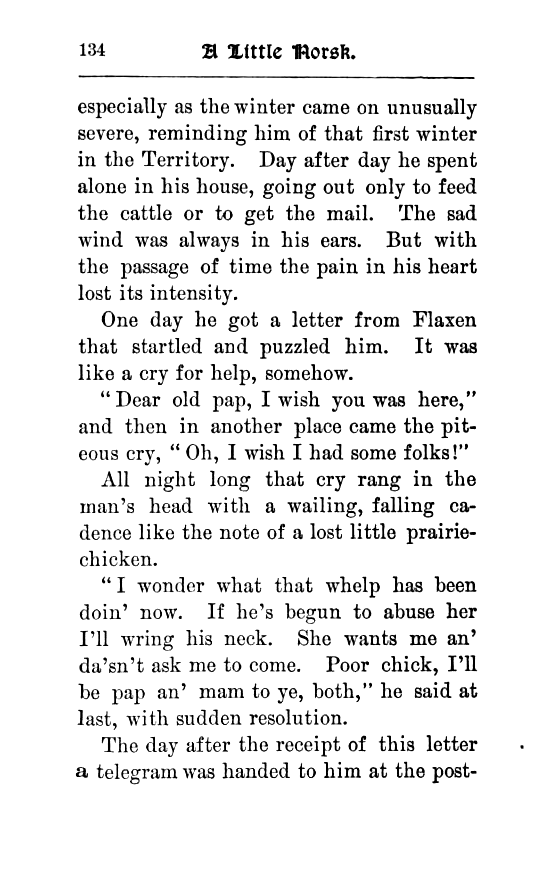 134 A Little Norsk.
especially as the winter came on unusually
severe, reminding him of that first winter
in the Territory. Day after day he spent
alone in his house, going out only to feed
the cattle or to get the mail. The sad
wind was always in his ears. But with
the passage of time the pain in his heart
lost its intensity.
One day he got a letter from Flaxen
that startled and puzzled him. It was
like a cry for help, somehow.
“Dear old pap, I wish you was here,”
and then in another place came the pit-
eous cry, “Oh, I wish I had some folks!”
All night long that cry rang in the
man’s head with a wailing, falling ca-
dence like the note of a lost little prairie-
chicken.
“I wonder what that whelp has been
doin’ now. If he’s begun to abuse her
I’ll wring his neck. She wants me an’
da’sn’t ask me to come. Poor chick, I’ll
be pap an’ mam to ye, both,” he said at
last, with sudden resolution.
The day after the receipt of this letter
a telegram was handed to him at the post-